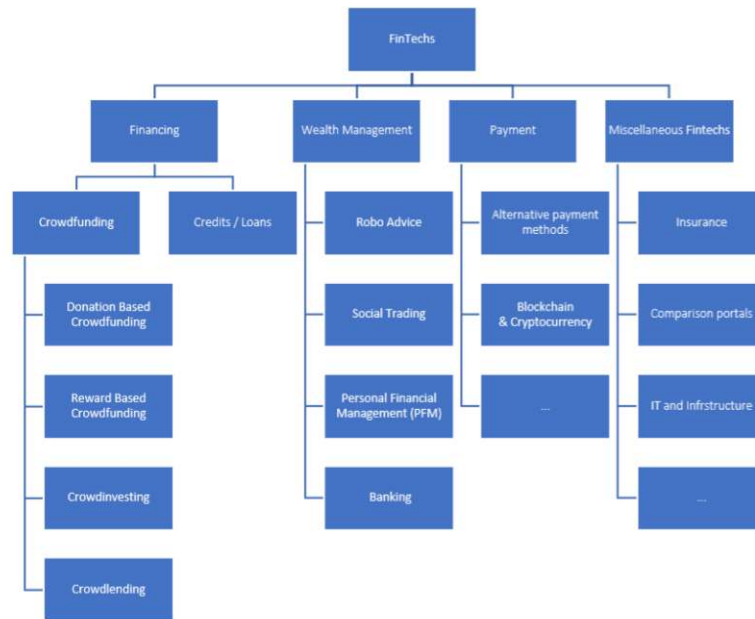 FinTechs
Financing
Wealth Management
Payment
Miscellaneous Fintechs
Crowdfunding
Credits / Loans
Robo Advice
Alternative payment
methods
Insurance
Donation Based
Crowdfunding
Social Trading
Blockchain
& Cryptocurrency
Comparison portals
Reward Based
Crowdfunding
Personal Financial
Management (PFM)
...
IT and Infrstructure
Crowdinvesting
Banking
...
Crowdlending